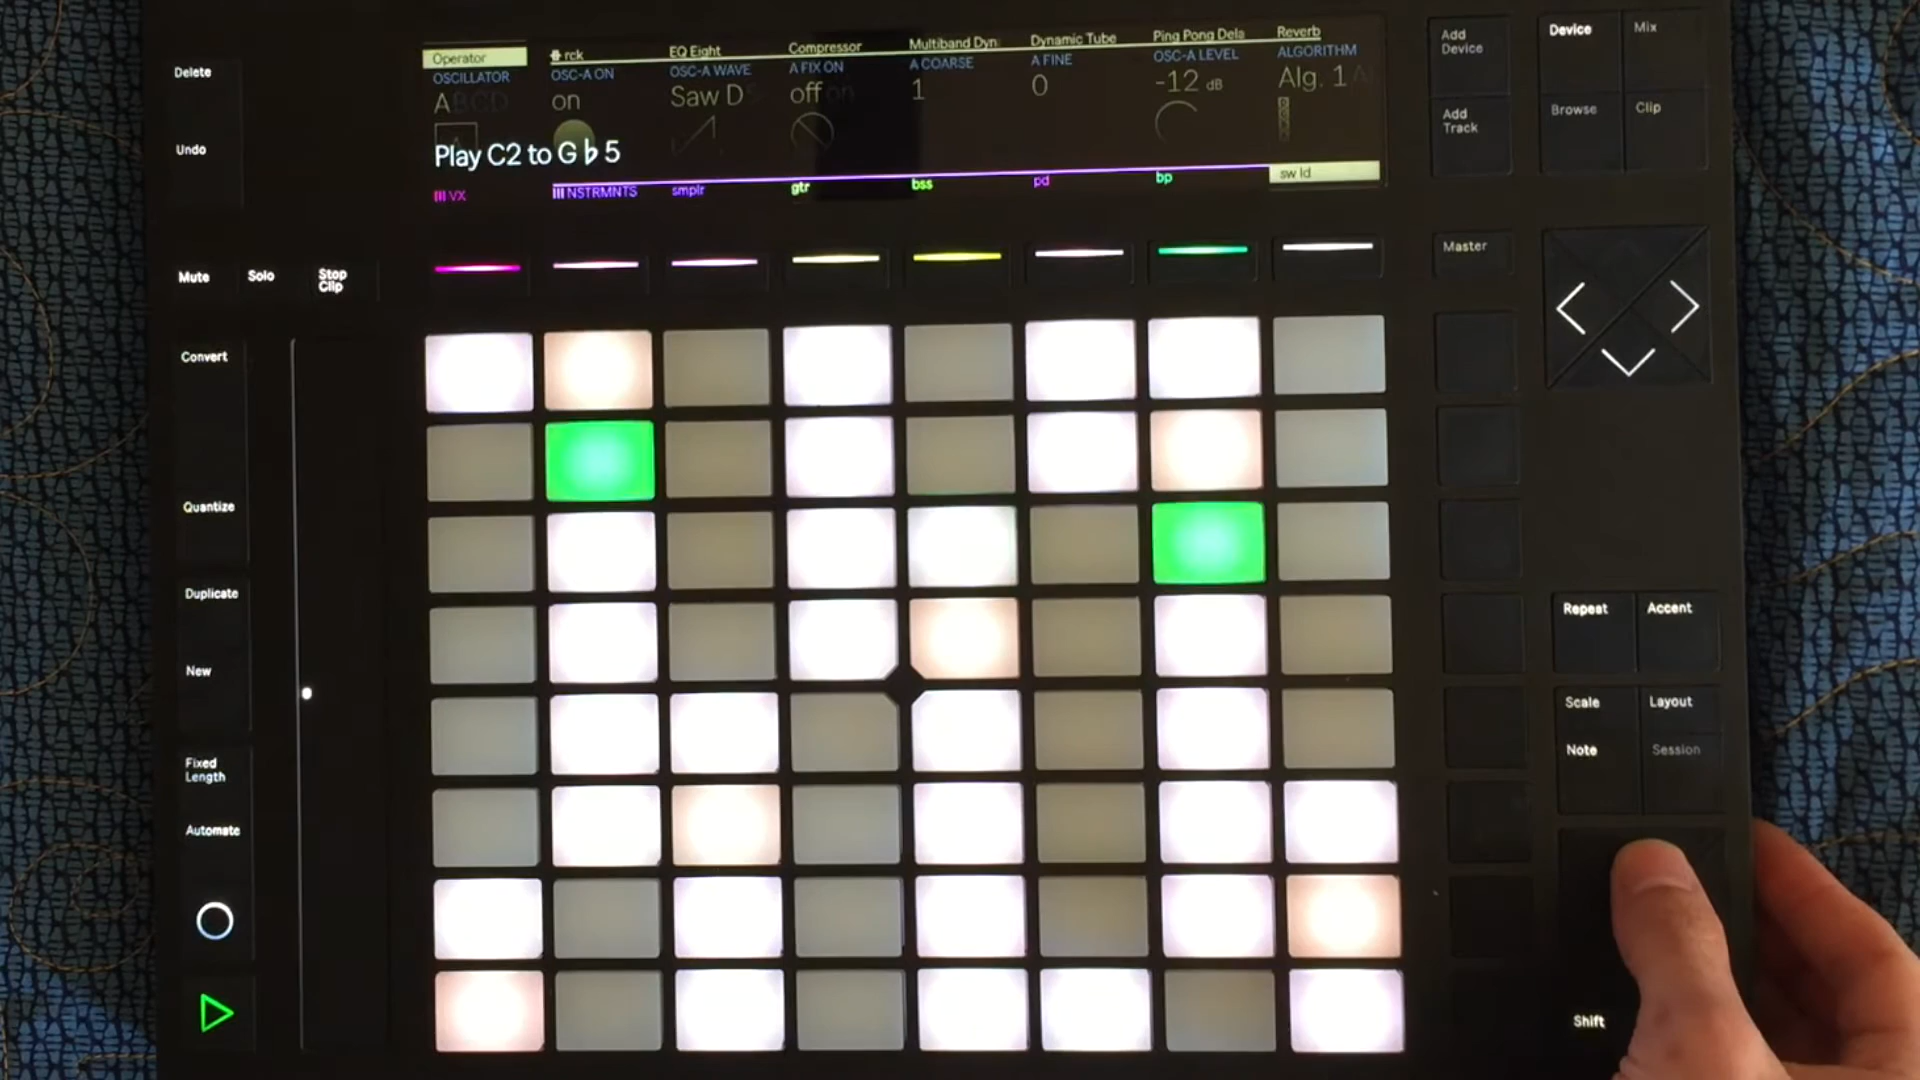 Delete
Undo
Operator rck EQ Eight Compressor Multiband Dyn Dynamic Tube Ping Pong Dela Reverb
OSCILLATOR OSC-A ON OSC-A WAVE A FIX ON A COARSE A FINE OSC-A LEVEL ALGORITHM
ABCD on Saw D off on 1 0 -12 dB Alg. 1 A
Play C2 to G♭5
VX NSTRMNTS smplr gtr bss pd bp sw ld
Add
Device
Add
Track
Device Mix
Browse Clip
Mute Solo Stop
Clip
Master
Convert
Quantize
Duplicate
New
Fixed
Length
Automate
Repeat Accent
Scale Layout
Note Session
Shift